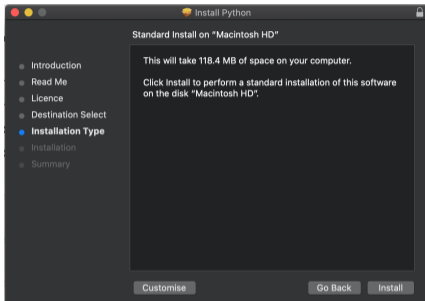 Install Python
Standard Install on “Macintosh HD”
Introduction
Read Me
Licence
Destination Select
Installation Type
Installation
Summary
This will take 118.4 MB of space on your computer.
Click Install to perform a standard installation of this software
on the disk “Macintosh HD”.
Customise
Go Back
Install